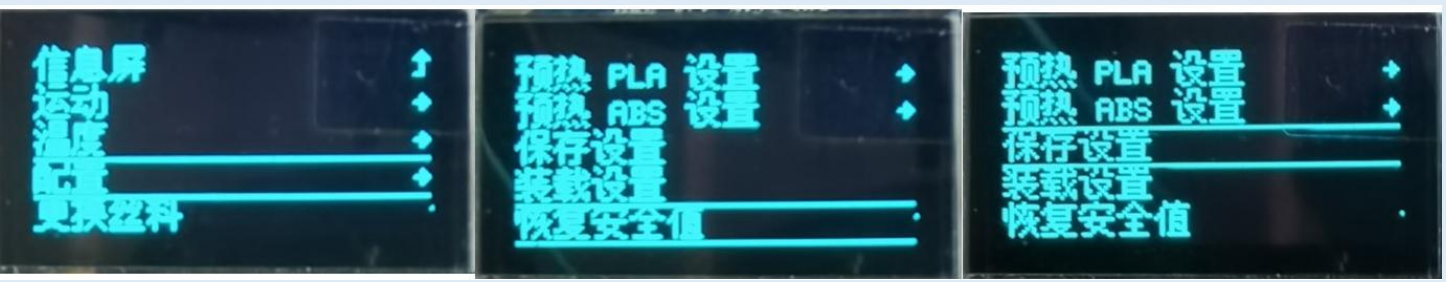 信息屏
运动
温度
配置
更换丝料
预热 PLA 设置
预热 ABS 设置
保存设置
装载设置
恢复安全值
预热 PLA 设置
预热 ABS 设置
保存设置
装载设置
恢复安全值